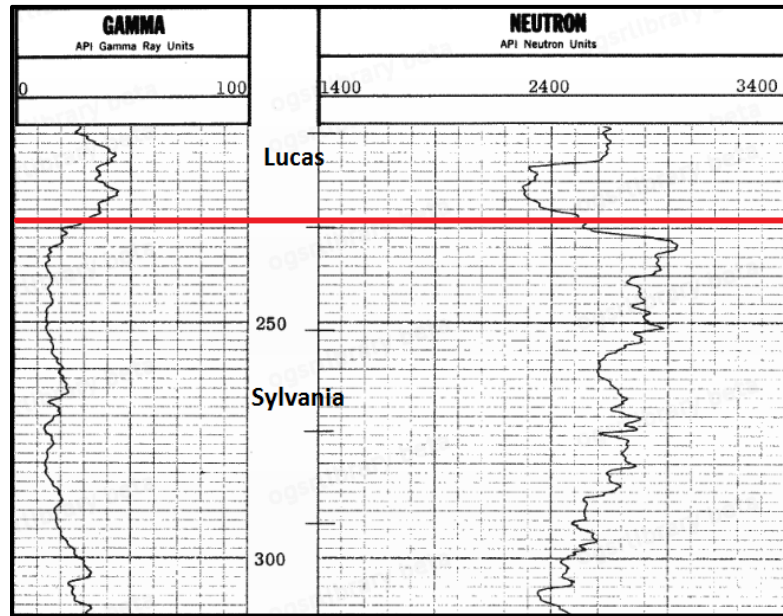 GAMMA
API Gamma Ray Units
0 100
NEUTRON
API Neutron Units
1400 2400 3400
Lucas
250
Sylvania
300